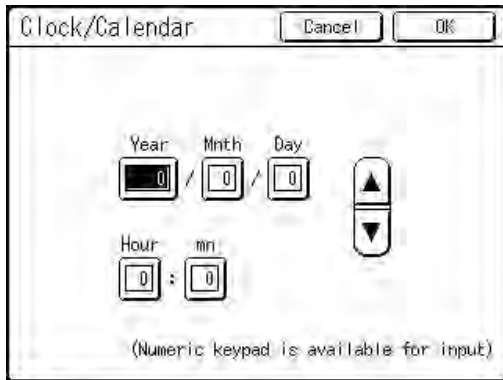 Clock/Calendar Cancel OK
Year Mnth Day
0 / 0 / 0
Hour mn
0 : 0
(Numeric keypad is available for input)